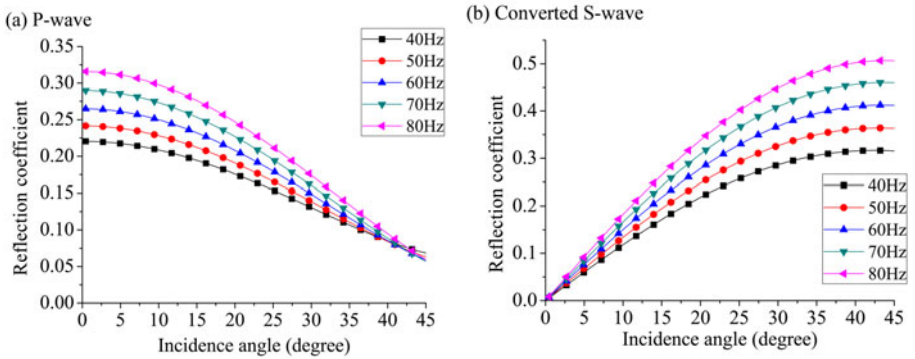 (a) P-wave
40Hz
50Hz
60Hz
70Hz
80Hz
0.35
0.30
0.25
0.20
0.15
0.10
0.05
0.00
Reflection coefficient
0 5 10 15 20 25 30 35 40 45
Incidence angle (degree)
(b) Converted S-wave
0.5
0.4
0.3
0.2
0.1
0.0
Reflection coefficient
40Hz
50Hz
60Hz
70Hz
80Hz
0 5 10 15 20 25 30 35 40 45
Incidence angle (degree)